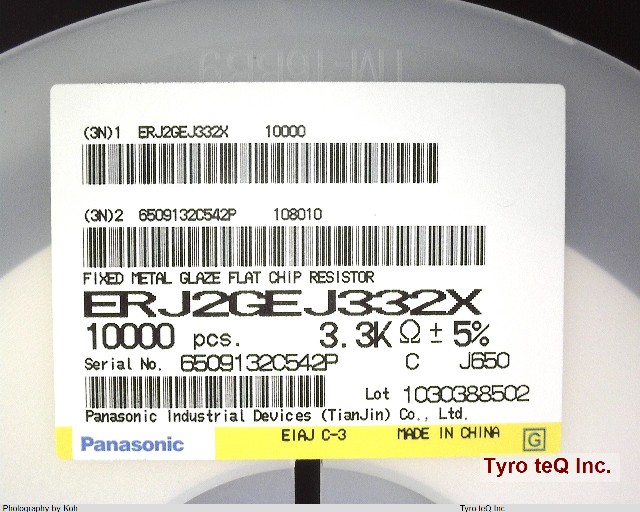 (3N)1 ERJ2GEJ332X 10000
(3N)2 6509132C542P 108010
FIXED METAL GLAZE FLAT CHIP RESISTOR
ERJ2GEJ332X
10000 pcs. 3.3K Ω ± 5%
Serial No. 6509132C542P C J650
Lot 1030388502
Panasonic Industrial Devices (TianJin) Co., Ltd.
Panasonic EIAJ C-3 MADE IN CHINA G
Tyro teQ Inc.
Photography by Koh Tyro teQ Inc